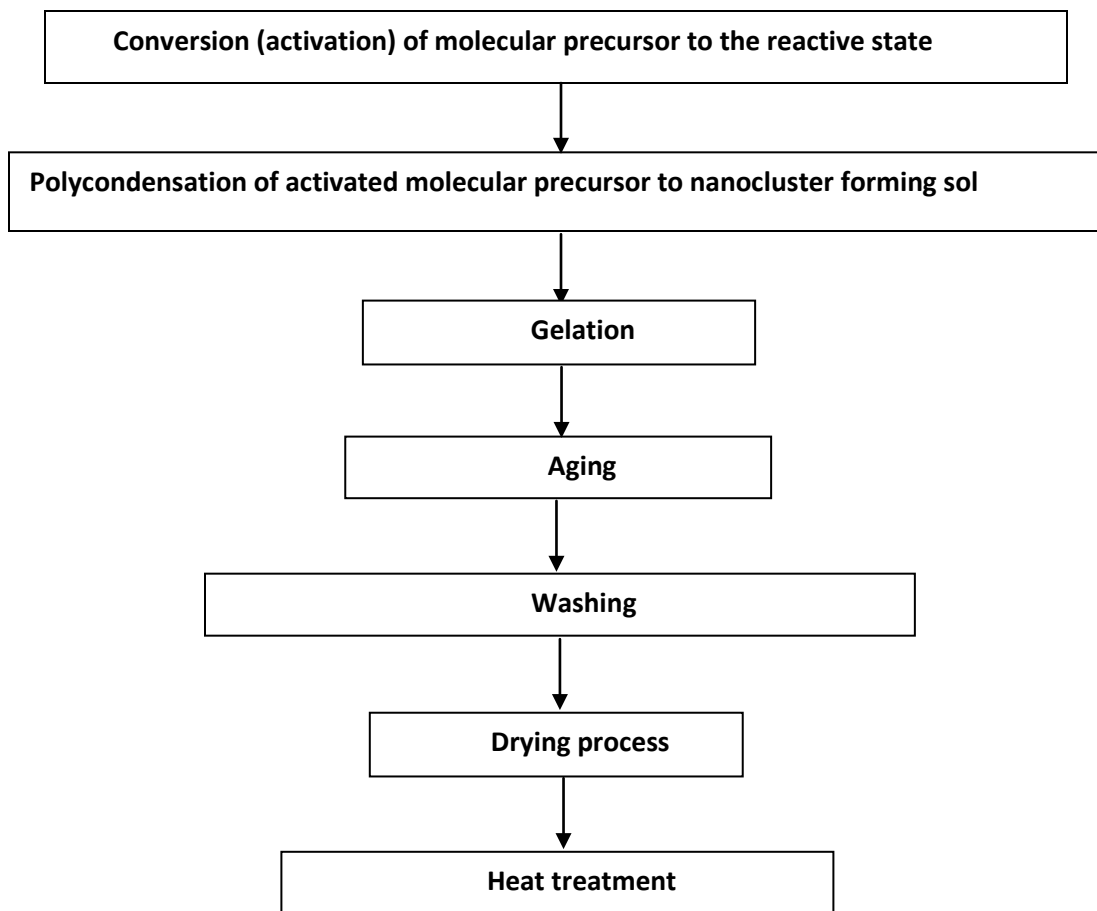 Conversion (activation) of molecular precursor to the reactive state
Polycondensation of activated molecular precursor to nanocluster forming sol
Gelation
Aging
Washing
Drying process
Heat treatment